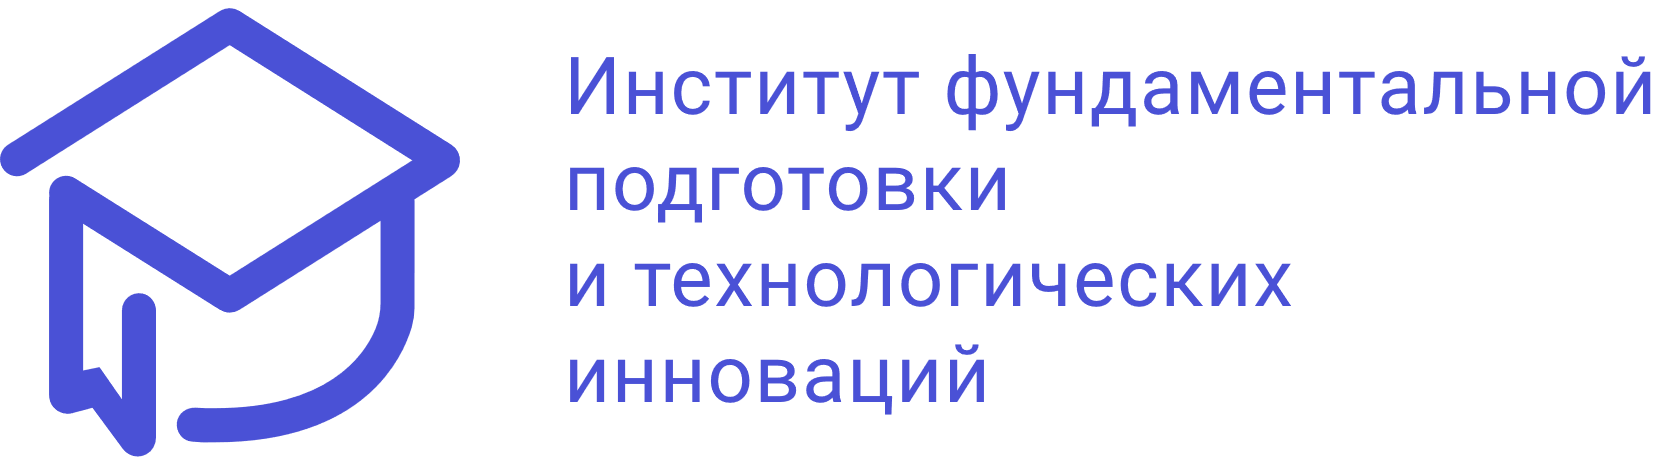 Институт фундаментальной
подготовки
и технологических
инноваций